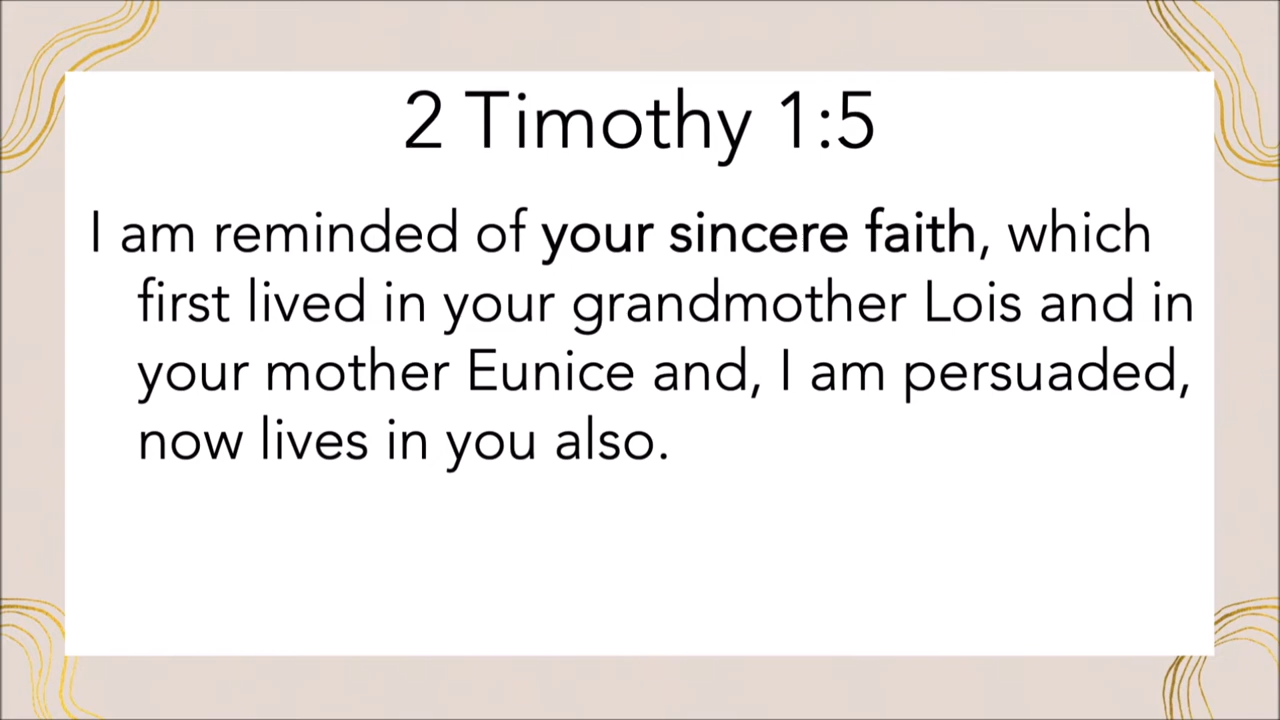 2 Timothy 1:5
I am reminded of your sincere faith, which
first lived in your grandmother Lois and in
your mother Eunice and, I am persuaded,
now lives in you also.